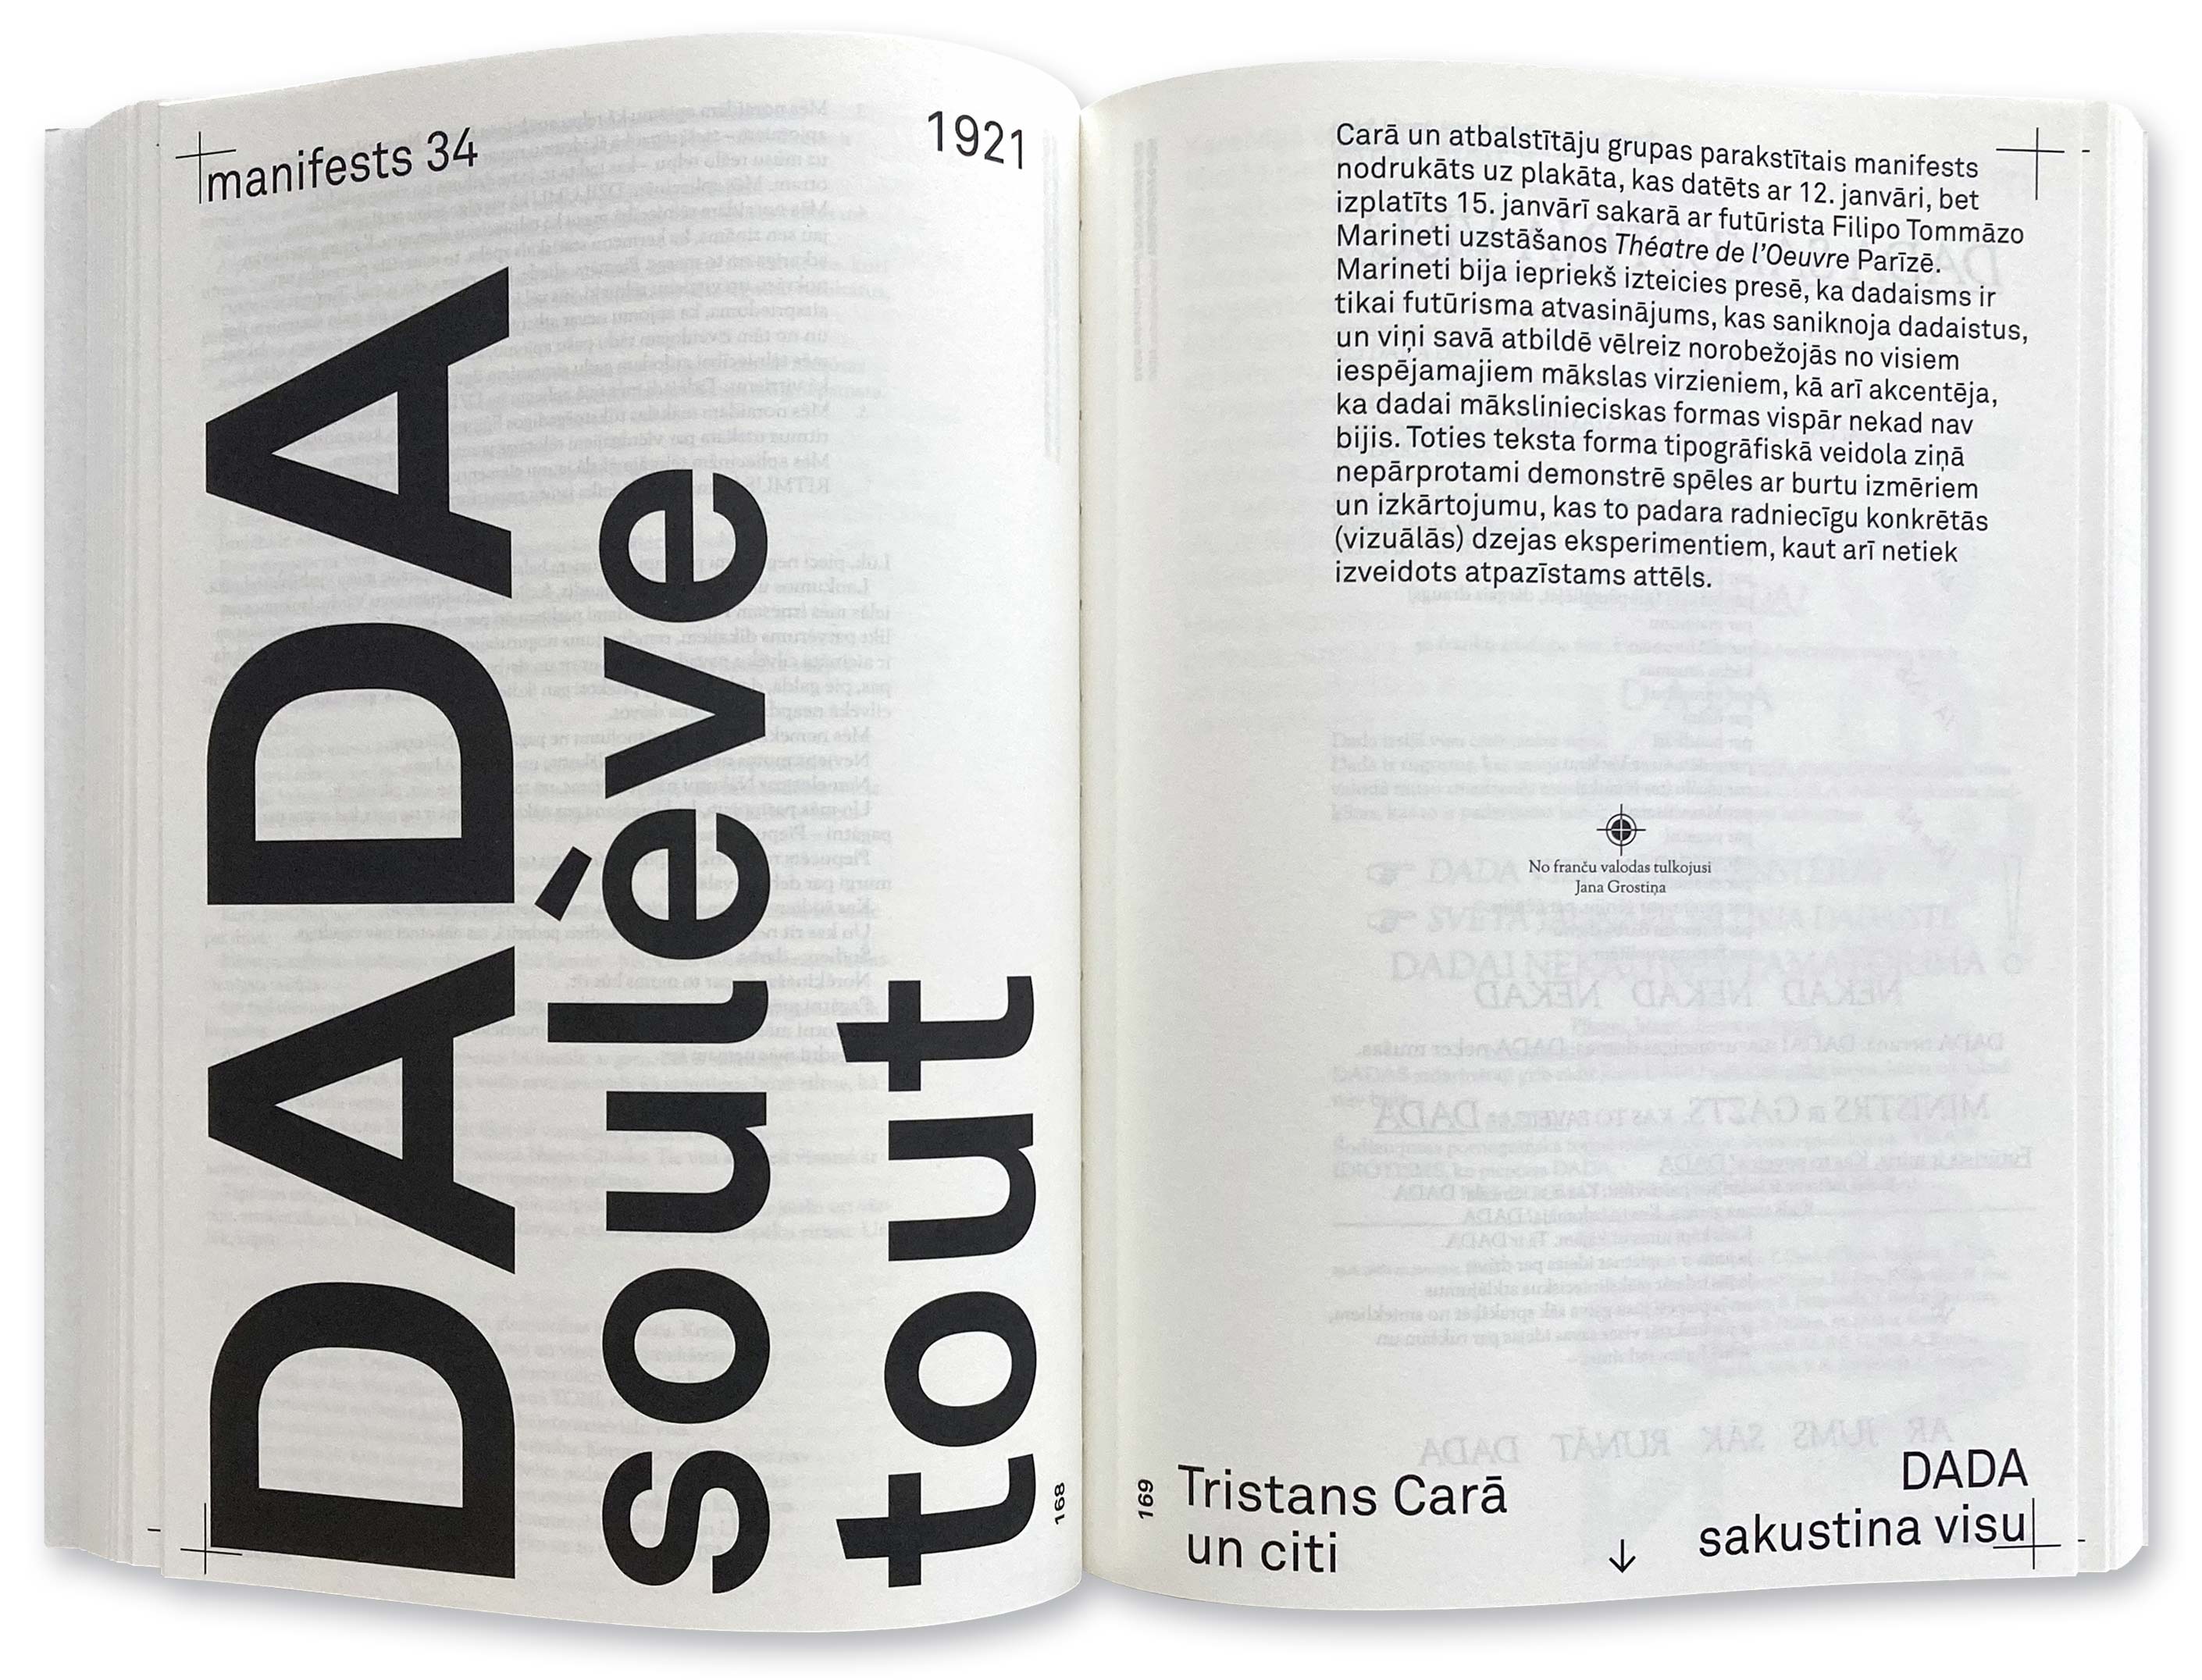 manifests 34
1921
DADA
soulève
tout
168
Carā un atbalstītāju grupas parakstītais manifests
nodrukāts uz plakāta, kas datēts ar 12. janvāri, bet
izplatīts 15. janvārī sakarā ar futūrista Filipo Tommāzo
Marineti uzstāšanos Théatre de l’Oeuvre Parīzē.
Marineti bija iepriekš izteicies presē, ka dadaisms ir
tikai futūrisma atvasinājums, kas saniknoja dadaistus,
un viņi savā atbildē vēlreiz norobežojās no visiem
iespējamajiem mākslas virzieniem, kā arī akcentēja,
ka dadai mākslinieciskas formas vispār nekad nav
bijis. Toties teksta forma tipogrāfiskā veidola ziņā
nepārprotami demonstrē spēles ar burtu izmēriem
un izkārtojumu, kas to padara radniecīgu konkrētās
(vizuālās) dzejas eksperimentiem, kaut arī netiek
izveidots atpazīstams attēls.
No franču valodas tulkojusi
Jana Grostiņa
169
Tristans Carā
un citi
↓
DADA
sakustina visu